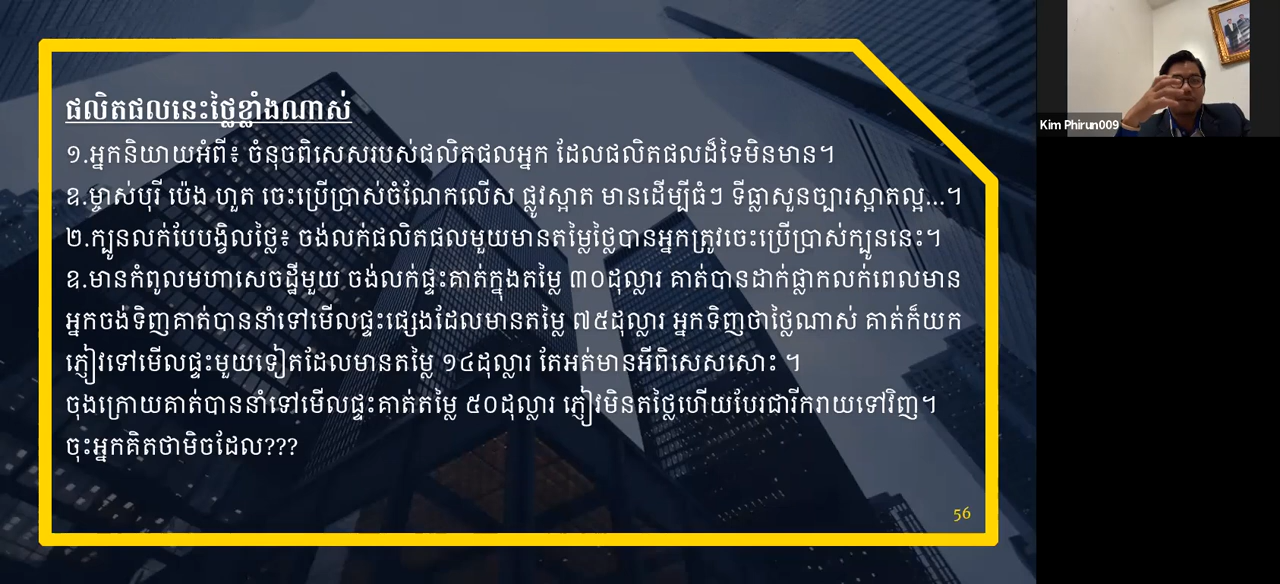 ផលិតផលនេះថ្លៃខ្លាំងណាស់
១.អ្នកនិយាយអំពី៖ ចំនុចពិសេសរបស់ផលិតផលអ្នក ដែលផលិតផលដ៏ទៃមិនមាន។
ឧ.ម្ចាស់បុរី ប៉េង ហួត ចេះប្រើប្រាស់ចំណែកលើស ផ្លូវស្អាត មានដើម្បីធំៗ ទីធ្លាសួនច្បារស្អាតល្អ...។
២.ក្បួនលក់បែបបង្វិលថ្លៃ៖ ចង់លក់ផលិតផលមួយមានតម្លៃថ្លៃបានអ្នកត្រូវចេះប្រើប្រាស់ក្បួននេះ។
ឧ.មានកំពូលមហាសេចដ្ឋីមួយ ចង់លក់ផ្ទះគាត់ក្នុងតម្លៃ ៣០ដុល្លារ គាត់បានដាក់ផ្លាកលក់ពេលមាន
អ្នកចង់ទិញគាត់បាននាំទៅមើលផ្ទះផ្សេងដែលមានតម្លៃ ៧៥ដុល្លារ អ្នកទិញថាថ្លៃណាស់ គាត់ក៏យក
ភ្ញៀវទៅមើលផ្ទះមួយទៀតដែលមានតម្លៃ ១៤ដុល្លារ តែអត់មានអីពិសេសសោះ ។
ចុងក្រោយគាត់បាននាំទៅមើលផ្ទះគាត់តម្លៃ ៥០ដុល្លារ ភ្ញៀវមិនតថ្លៃហើយបែរជារីករាយទៅវិញ។
ចុះអ្នកគិតថាមិចដែល???
56
Kim Phirun009